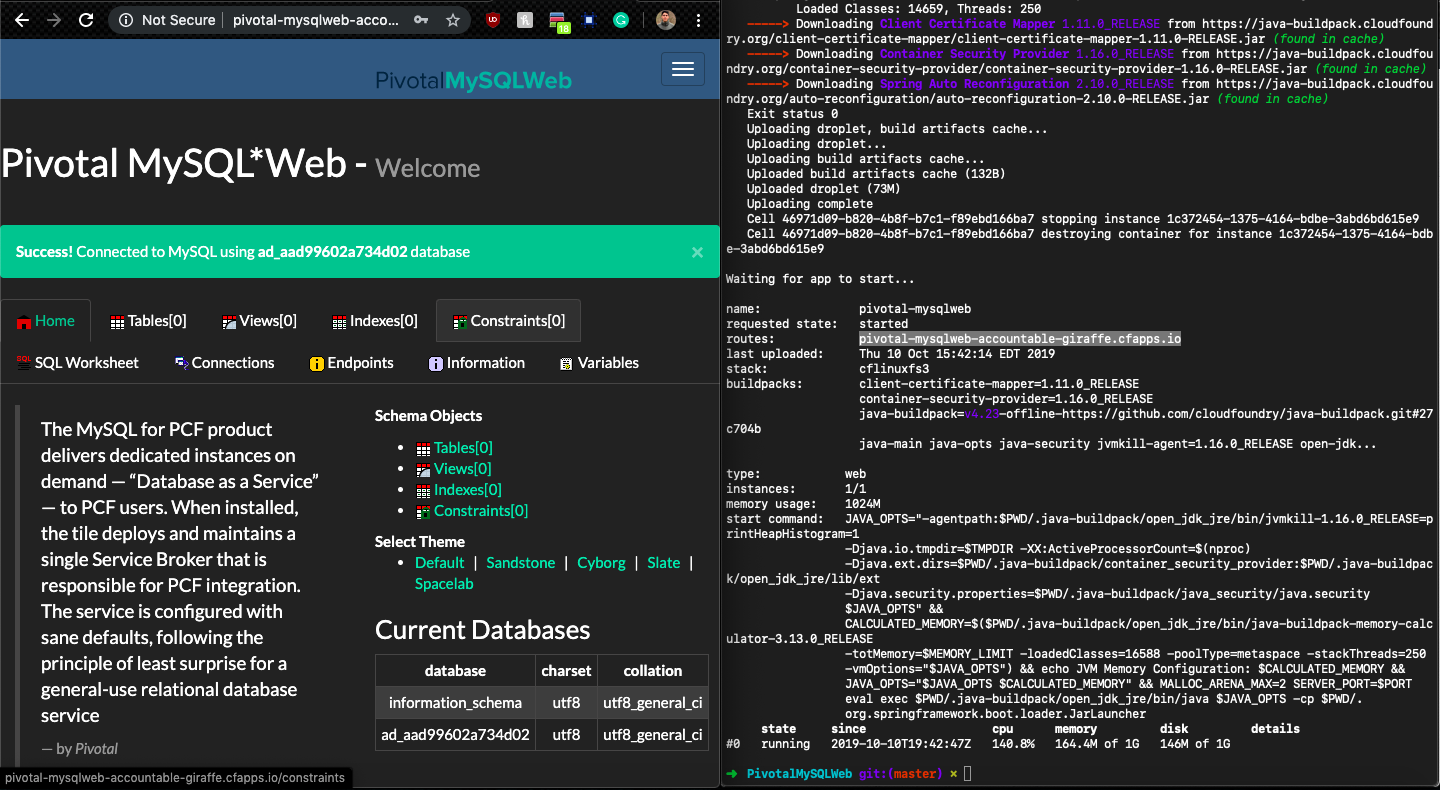 Not Secure | pivotal-mysqlweb-acco...
18
PivotalMySQLWeb
Pivotal MySQL*Web - Welcome
Success! Connected to MySQL using ad_aad99602a734d02 database ×
Home Tables[0] Views[0] Indexes[0] Constraints[0]
SQL SQL Worksheet Connections Endpoints Information Variables
The MySQL for PCF product
delivers dedicated instances on
demand — “Database as a Service”
— to PCF users. When installed,
the tile deploys and maintains a
single Service Broker that is
responsible for PCF integration.
The service is configured with
sane defaults, following the
principle of least surprise for a
general-use relational database
service
— by Pivotal
Schema Objects
Tables[0]
Views[0]
Indexes[0]
Constraints[0]
Select Theme
Default | Sandstone | Cyborg | Slate |
Spacelab
Current Databases
database charset collation
information_schema utf8 utf8_general_ci
ad_aad99602a734d02 utf8 utf8_general_ci
pivotal-mysqlweb-accountable-giraffe.cfapps.io/constraints
Loaded Classes: 14659, Threads: 250
-----> Downloading Client Certificate Mapper 1.11.0_RELEASE from https://java-buildpack.cloudfound
ry.org/client-certificate-mapper/client-certificate-mapper-1.11.0-RELEASE.jar (found in cache)
-----> Downloading Container Security Provider 1.16.0_RELEASE from https://java-buildpack.cloudfou
ndry.org/container-security-provider/container-security-provider-1.16.0-RELEASE.jar (found in cache)
-----> Downloading Spring Auto Reconfiguration 2.10.0_RELEASE from https://java-buildpack.cloudfou
ndry.org/auto-reconfiguration/auto-reconfiguration-2.10.0-RELEASE.jar (found in cache)
Exit status 0
Uploading droplet, build artifacts cache...
Uploading droplet...
Uploading build artifacts cache...
Uploaded build artifacts cache (132B)
Uploaded droplet (73M)
Uploading complete
Cell 46971d09-b820-4b8f-b7c1-f89ebd166ba7 stopping instance 1c372454-1375-4164-bdbe-3abd6bd615e9
Cell 46971d09-b820-4b8f-b7c1-f89ebd166ba7 destroying container for instance 1c372454-1375-4164-bdb
e-3abd6bd615e9
Waiting for app to start...
name: pivotal-mysqlweb
requested state: started
routes: pivotal-mysqlweb-accountable-giraffe.cfapps.io
last uploaded: Thu 10 Oct 15:42:14 EDT 2019
stack: cflinuxfs3
buildpacks: client-certificate-mapper=1.11.0_RELEASE
container-security-provider=1.16.0_RELEASE
java-buildpack=v4.23-offline-https://github.com/cloudfoundry/java-buildpack.git#27
c704b
java-main java-opts java-security jvmkill-agent=1.16.0_RELEASE open-jdk...
type: web
instances: 1/1
memory usage: 1024M
start command: JAVA_OPTS="-agentpath:$PWD/.java-buildpack/open_jdk_jre/bin/jvmkill-1.16.0_RELEASE=p
rintHeapHistogram=1
-Djava.io.tmpdir=$TMPDIR -XX:ActiveProcessorCount=$(nproc)
-Djava.ext.dirs=$PWD/.java-buildpack/container_security_provider:$PWD/.java-buildpac
k/open_jdk_jre/lib/ext
-Djava.security.properties=$PWD/.java-buildpack/java_security/java.security
$JAVA_OPTS" &&
CALCULATED_MEMORY=$($PWD/.java-buildpack/open_jdk_jre/bin/java-buildpack-memory-calc
ulator-3.13.0_RELEASE
-totMemory=$MEMORY_LIMIT -loadedClasses=16588 -poolType=metaspace -stackThreads=250
-vmOptions="$JAVA_OPTS") && echo JVM Memory Configuration: $CALCULATED_MEMORY &&
JAVA_OPTS="$JAVA_OPTS $CALCULATED_MEMORY" && MALLOC_ARENA_MAX=2 SERVER_PORT=$PORT
eval exec $PWD/.java-buildpack/open_jdk_jre/bin/java $JAVA_OPTS -cp $PWD/.
org.springframework.boot.loader.JarLauncher
state since cpu memory disk details
#0 running 2019-10-10T19:42:47Z 140.8% 164.4M of 1G 146M of 1G
➜ PivotalMySQLWeb git:(master) ×